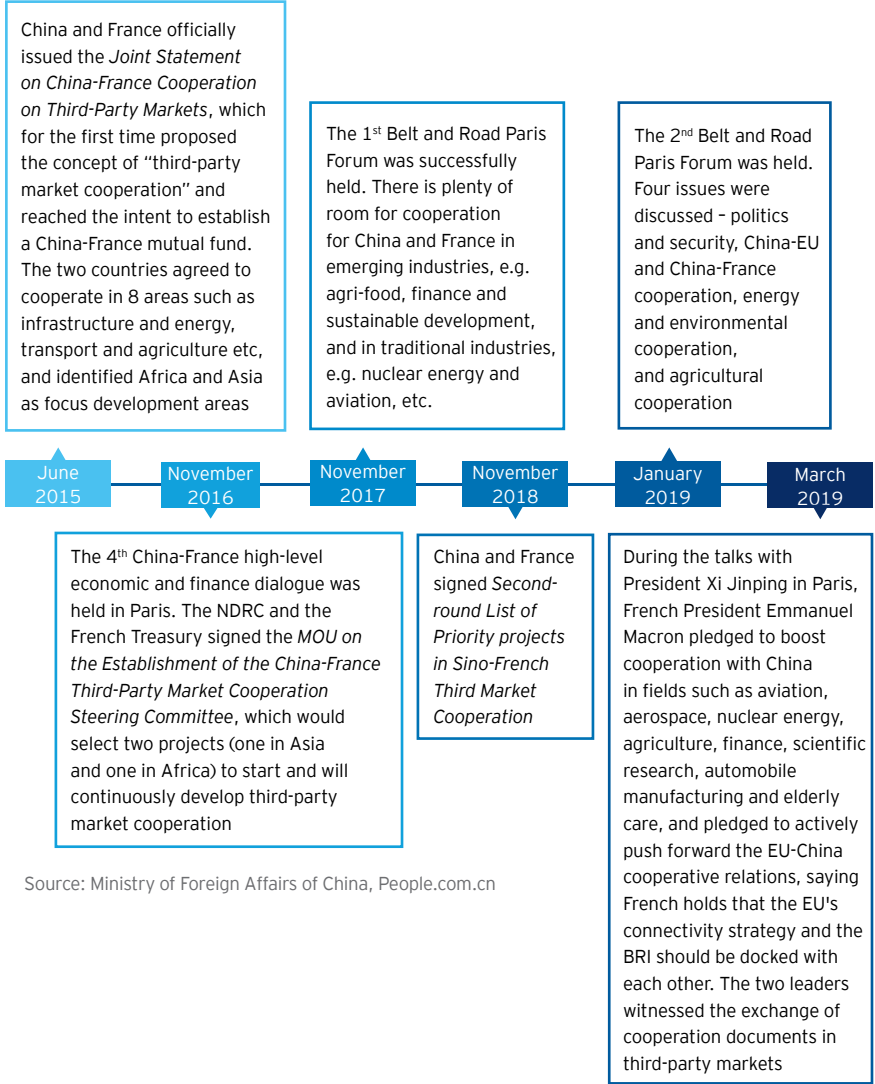 China and France officially
issued the Joint Statement
on China-France Cooperation
on Third-Party Markets, which
for the first time proposed
the concept of “third-party
market cooperation” and
reached the intent to establish
a China-France mutual fund.
The two countries agreed to
cooperate in 8 areas such as
infrastructure and energy,
transport and agriculture etc,
and identified Africa and Asia
as focus development areas
The 1st Belt and Road Paris
Forum was successfully
held. There is plenty of
room for cooperation
for China and France in
emerging industries, e.g.
agri-food, finance and
sustainable development,
and in traditional industries,
e.g. nuclear energy and
aviation, etc.
The 2nd Belt and Road
Paris Forum was held.
Four issues were
discussed – politics
and security, China-EU
and China-France
cooperation, energy
and environmental
cooperation,
and agricultural
cooperation
June
2015
November
2016
November
2017
November
2018
January
2019
March
2019
The 4th China-France high-level
economic and finance dialogue was
held in Paris. The NDRC and the
French Treasury signed the MOU on
the Establishment of the China-France
Third-Party Market Cooperation
Steering Committee, which would
select two projects (one in Asia
and one in Africa) to start and will
continuously develop third-party
market cooperation
China and France
signed Second-
round List of
Priority projects
in Sino-French
Third Market
Cooperation
During the talks with
President Xi Jinping in Paris,
French President Emmanuel
Macron pledged to boost
cooperation with China
in fields such as aviation,
aerospace, nuclear energy,
agriculture, finance, scientific
research, automobile
manufacturing and elderly
care, and pledged to actively
push forward the EU-China
cooperative relations, saying
French holds that the EU's
connectivity strategy and the
BRI should be docked with
each other. The two leaders
witnessed the exchange of
cooperation documents in
third-party markets
Source: Ministry of Foreign Affairs of China, People.com.cn